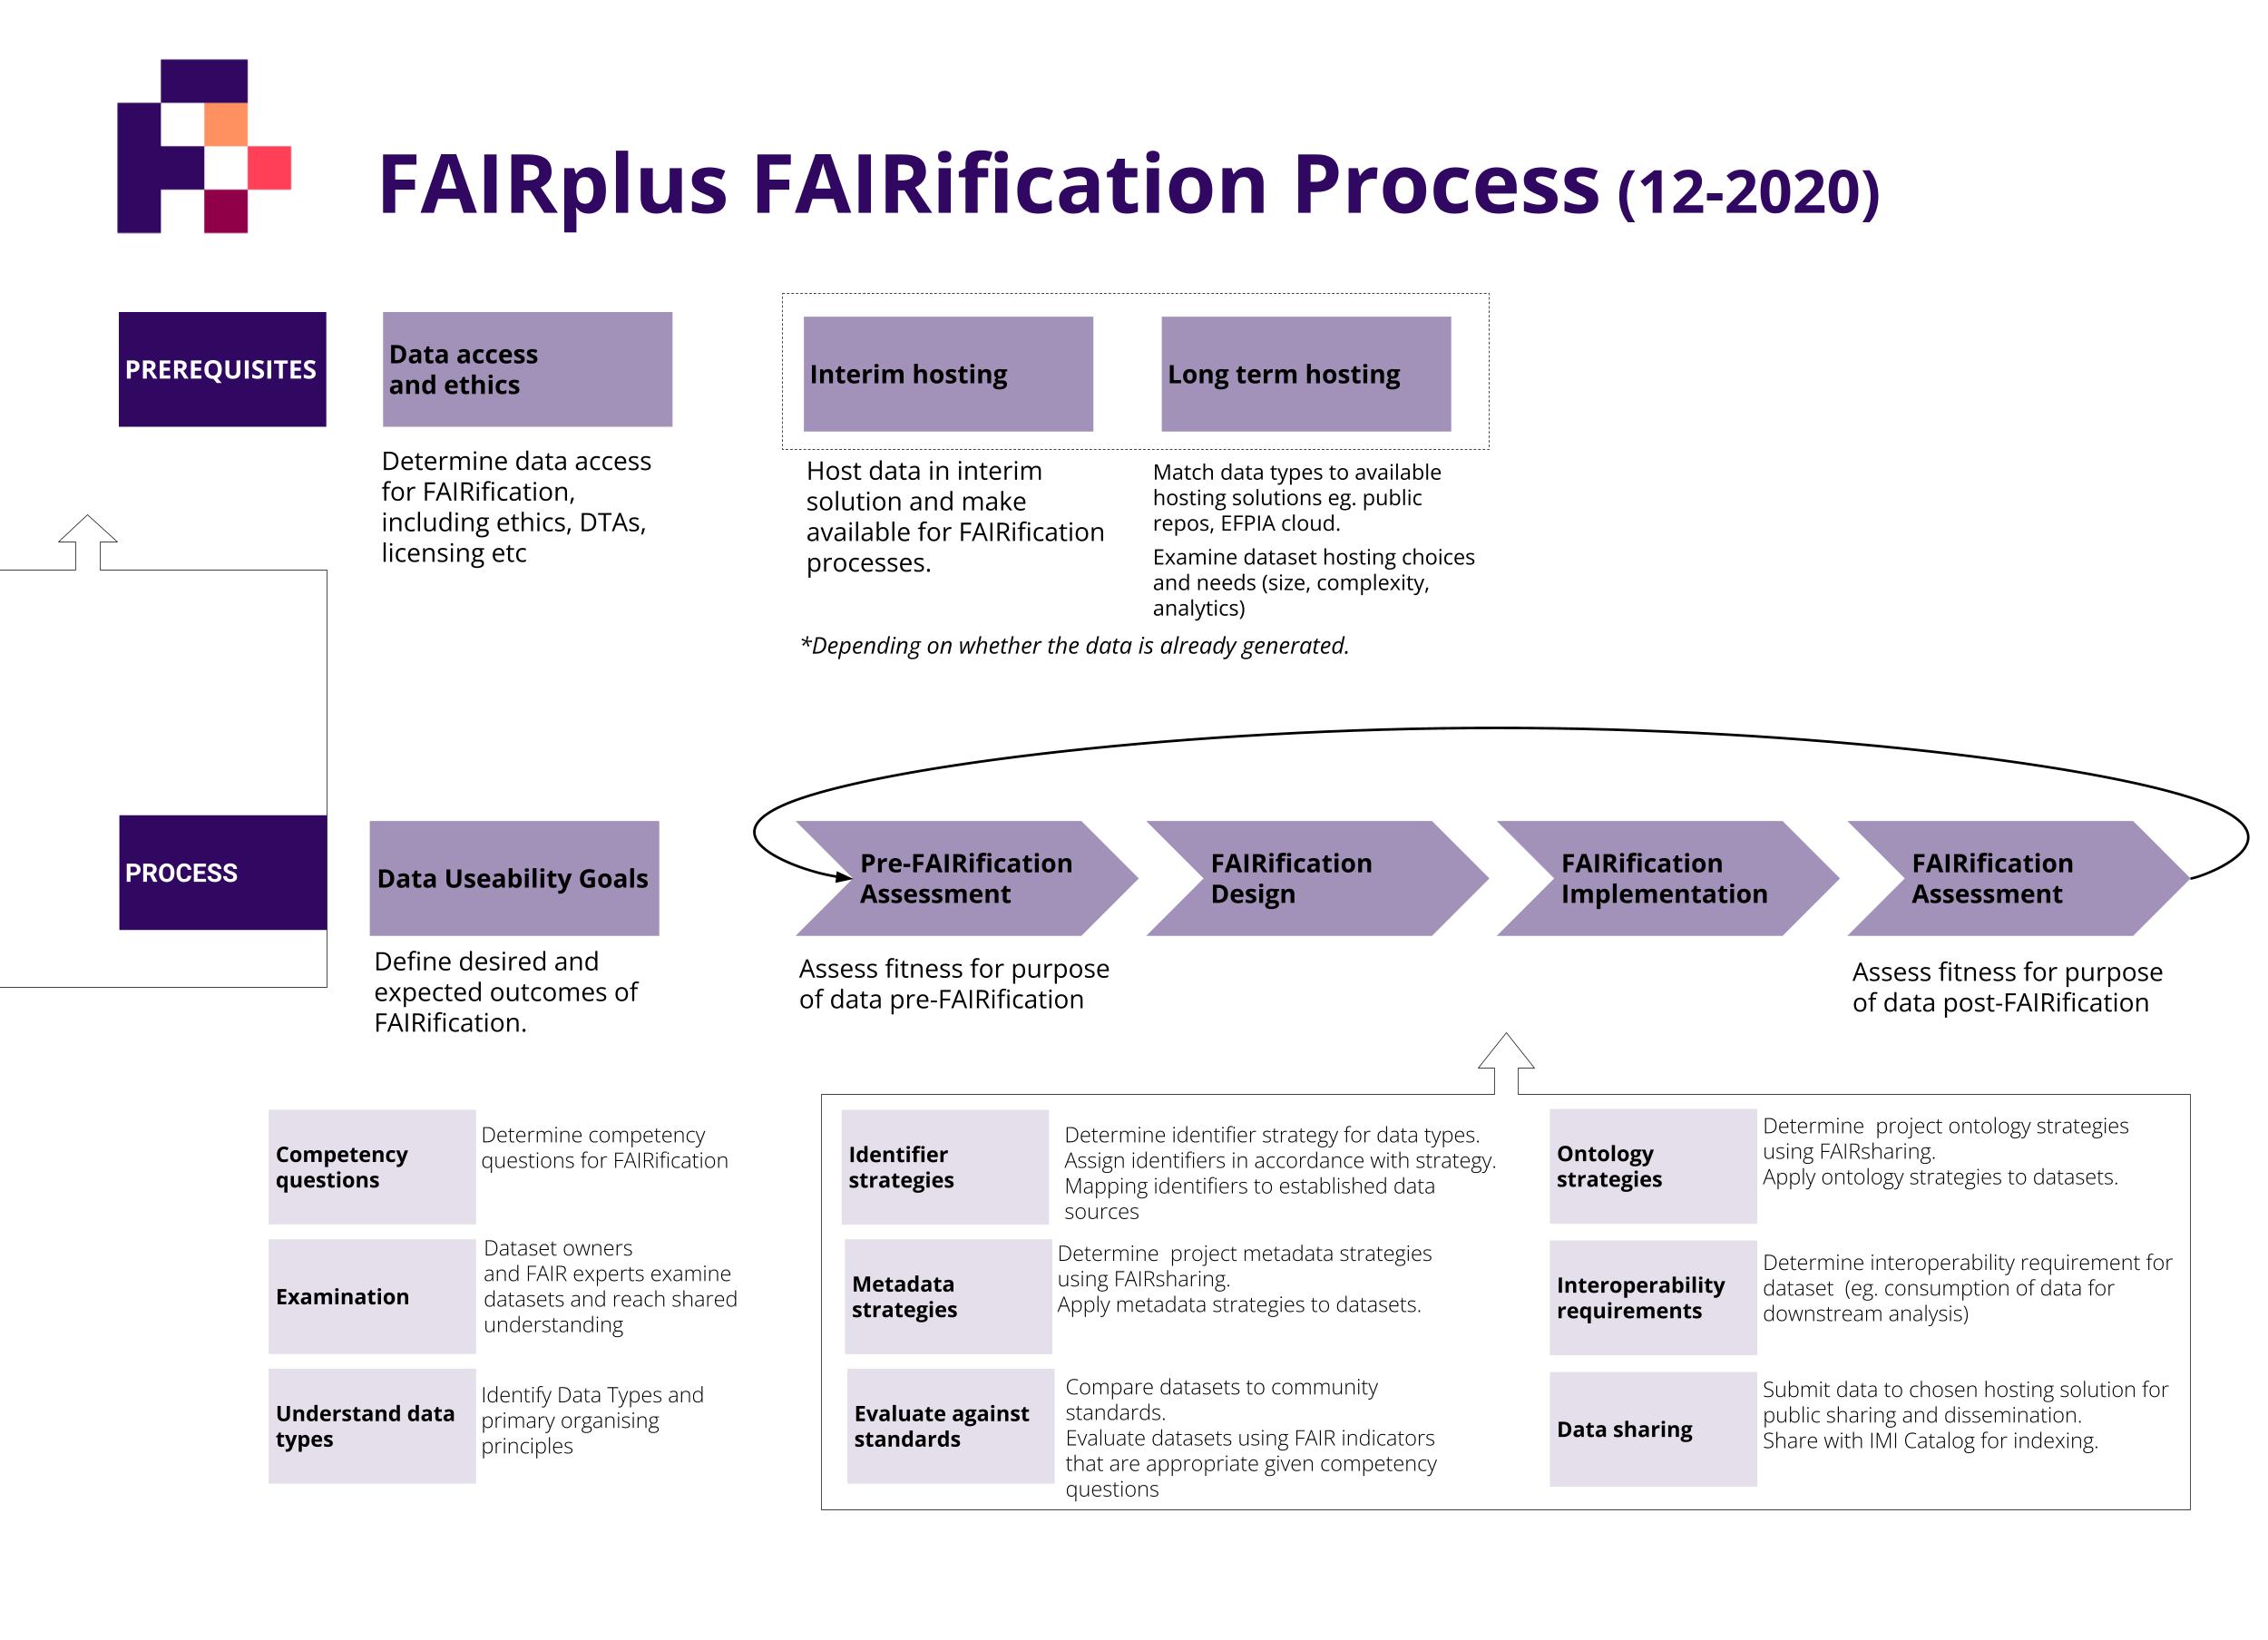 FAIRplus FAIRification Process (12-2020)
PREREQUISITES
Data access
and ethics
Determine data access
for FAIRification,
including ethics, DTAs,
licensing etc
Interim hosting
Host data in interim
solution and make
available for FAIRification
processes.
Long term hosting
Match data types to available
hosting solutions eg. public
repos, EFPIA cloud.
Examine dataset hosting choices
and needs (size, complexity,
analytics)
*Depending on whether the data is already generated.
PROCESS
Data Useability Goals
Define desired and
expected outcomes of
FAIRification.
Pre-FAIRification
Assessment
Assess fitness for purpose
of data pre-FAIRification
FAIRification
Design
FAIRification
Implementation
FAIRification
Assessment
Assess fitness for purpose
of data post-FAIRification
Competency
questions
Determine competency
questions for FAIRification
Examination
Dataset owners
and FAIR experts examine
datasets and reach shared
understanding
Understand data
types
Identify Data Types and
primary organising
principles
Identifier
strategies
Determine identifier strategy for data types.
Assign identifiers in accordance with strategy.
Mapping identifiers to established data
sources
Metadata
strategies
Determine  project metadata strategies
using FAIRsharing.
Apply metadata strategies to datasets.
Evaluate against
standards
Compare datasets to community
standards.
Evaluate datasets using FAIR indicators
that are appropriate given competency
questions
Ontology
strategies
Determine  project ontology strategies
using FAIRsharing.
Apply ontology strategies to datasets.
Interoperability
requirements
Determine interoperability requirement for
dataset  (eg. consumption of data for
downstream analysis)
Data sharing
Submit data to chosen hosting solution for
public sharing and dissemination.
Share with IMI Catalog for indexing.